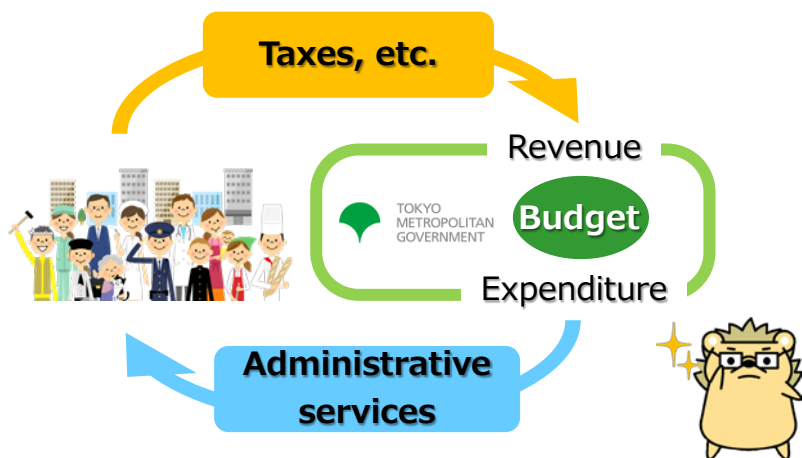 Taxes, etc.
Revenue
TOKYO
METROPOLITAN
GOVERNMENT
Budget
Expenditure
Administrative
services